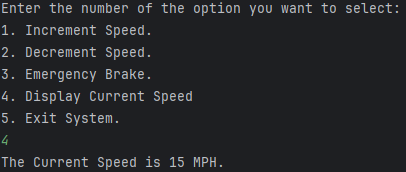 Enter the number of the option you want to select:
1. Increment Speed.
2. Decrement Speed.
3. Emergency Brake.
4. Display Current Speed
5. Exit System.
4
The Current Speed is 15 MPH.